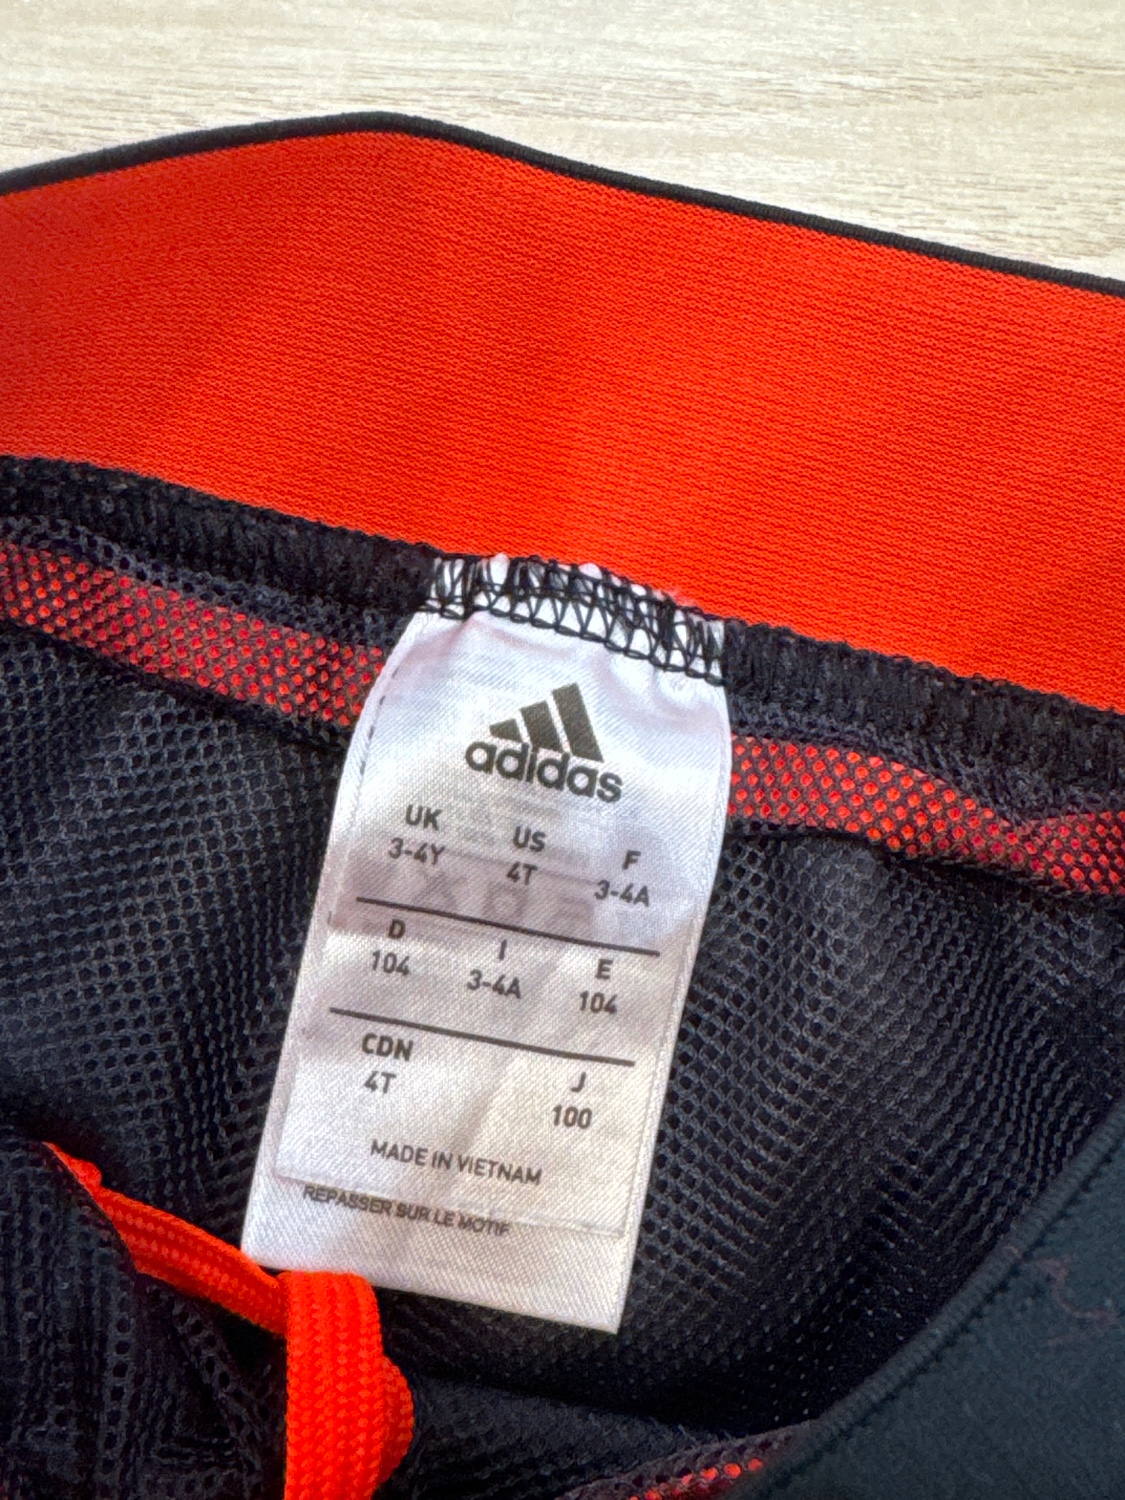 adidas
UK US F
3-4Y 4T 3-4A
D I E
104 3-4A 104
CDN J
4T 100
MADE IN VIETNAM
REPASSER SUR LE MOTIF